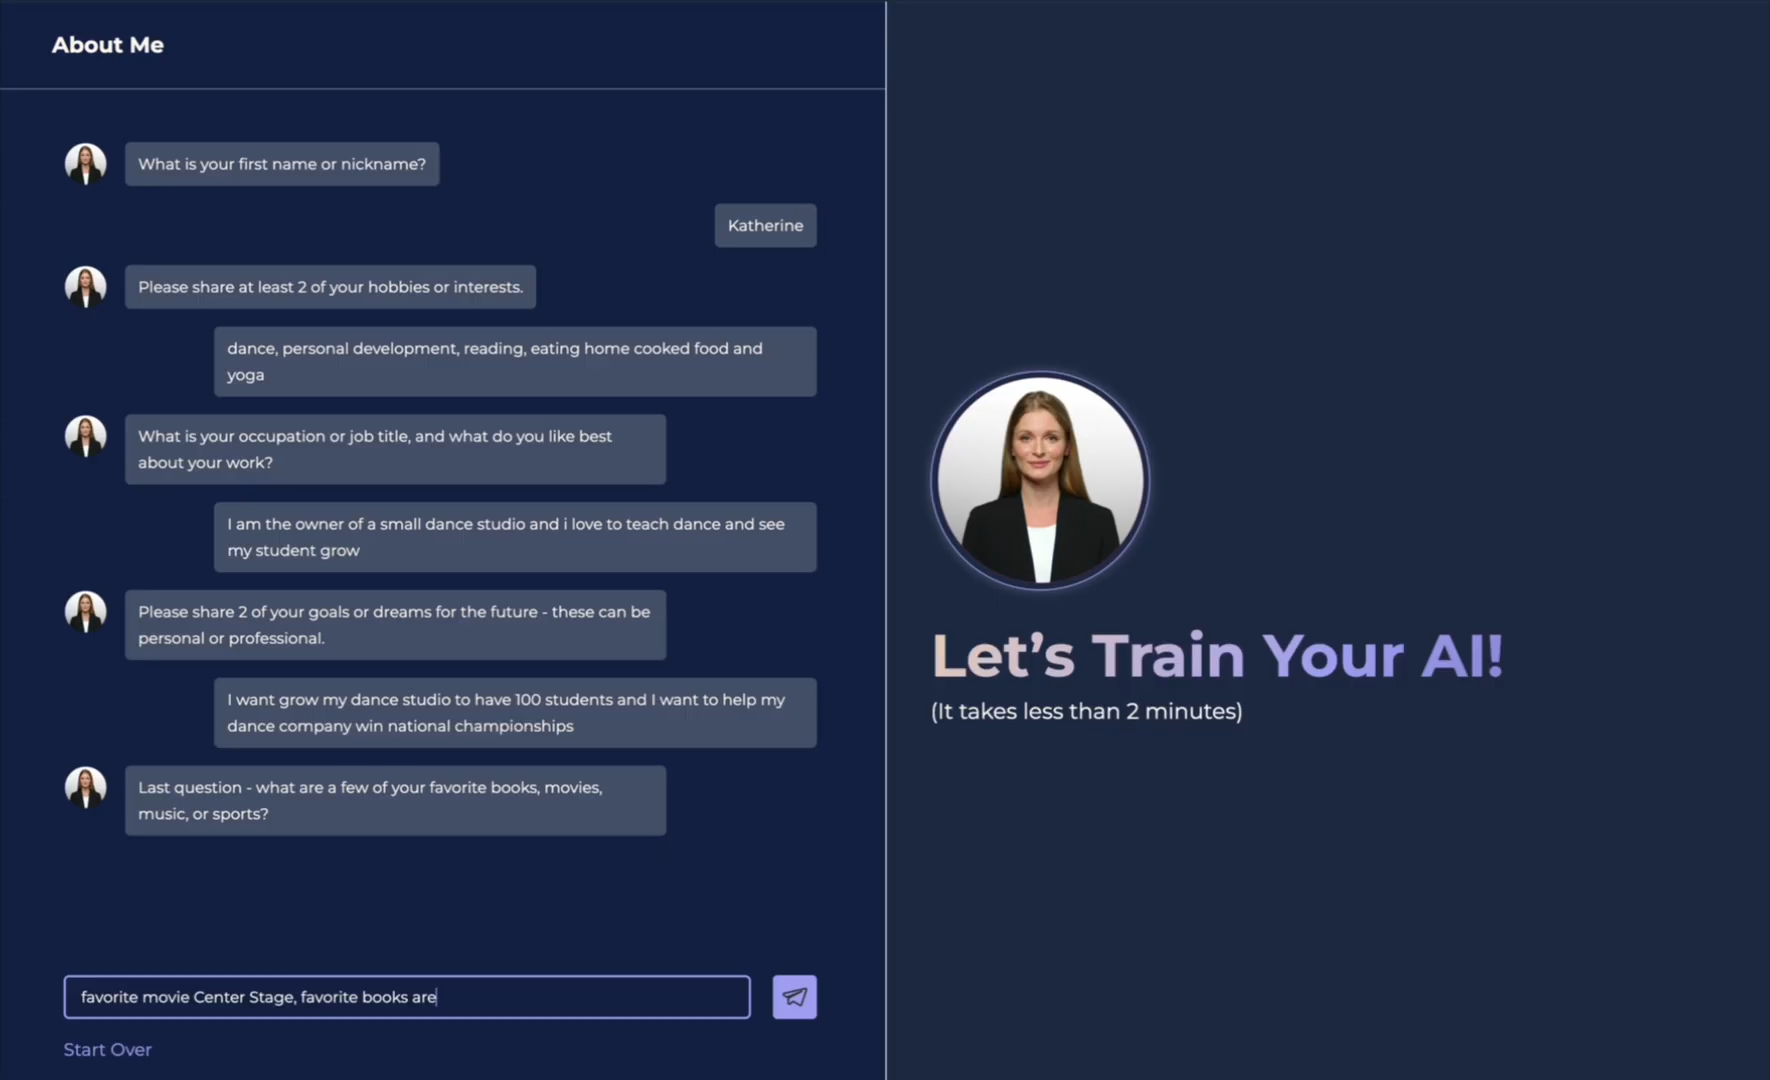 About Me
What is your first name or nickname?
Katherine
Please share at least 2 of your hobbies or interests.
dance, personal development, reading, eating home cooked food and
yoga
What is your occupation or job title, and what do you like best
about your work?
I am the owner of a small dance studio and i love to teach dance and see
my student grow
Please share 2 of your goals or dreams for the future - these can be
personal or professional.
I want grow my dance studio to have 100 students and I want to help my
dance company win national championships
Last question - what are a few of your favorite books, movies,
music, or sports?
favorite movie Center Stage, favorite books are
Start Over
Let’s Train Your AI!
(It takes less than 2 minutes)